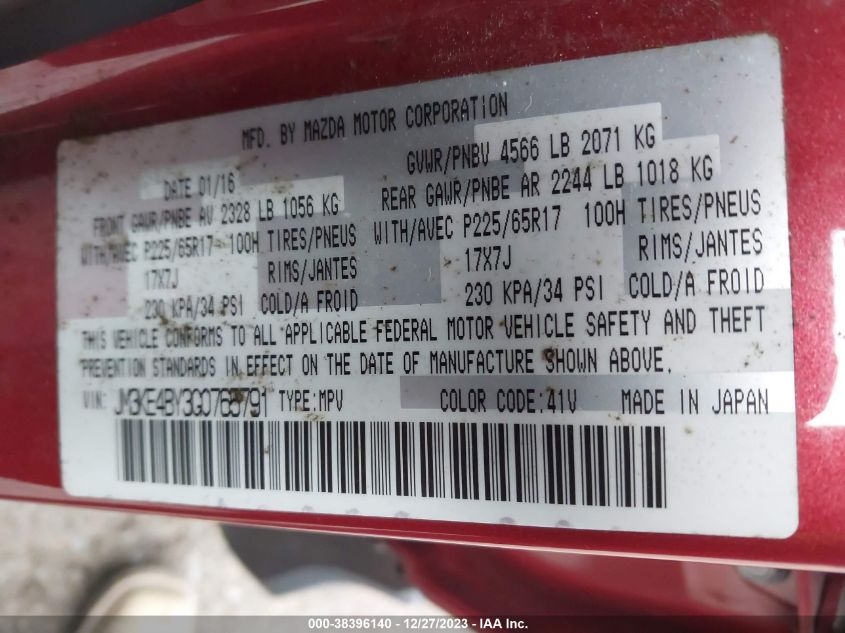 MFD. BY MAZDA MOTOR CORPORATION
DATE 01/16
GVWR/PNBV 4566 LB 2071 KG
FRONT GAWR/PNBE AV 2328 LB 1056 KG
REAR GAWR/PNBE AR 2244 LB 1018 KG
WITH/AVEC P225/65R17 100H TIRES/PNEUS
WITH/AVEC P225/65R17 100H TIRES/PNEUS
17X7J RIMS/JANTES
17X7J RIMS/JANTES
230 KPA/34 PSI COLD/A FROID
230 KPA/34 PSI COLD/A FROID
THIS VEHICLE CONFORMS TO ALL APPLICABLE FEDERAL MOTOR VEHICLE SAFETY AND THEFT
PREVENTION STANDARDS IN EFFECT ON THE DATE OF MANUFACTURE SHOWN ABOVE.
VIN: JM3KE4BY3G0765791 TYPE:MPV COLOR CODE:41V MADE IN JAPAN
000-38396140 - 12/27/2023 - IAA Inc.